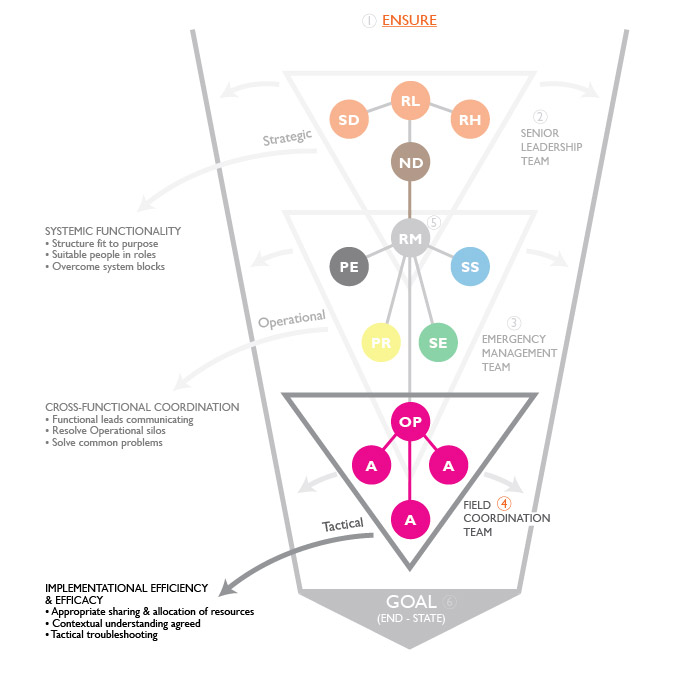 ① ENSURE
RL
SD
RH
②
SENIOR
LEADERSHIP
TEAM
Strategic
ND
SYSTEMIC FUNCTIONALITY
• Structure fit to purpose
• Suitable people in roles
• Overcome system blocks
⑤
RM
PE
SS
Operational
③
EMERGENCY
MANAGEMENT
TEAM
PR
SE
CROSS-FUNCTIONAL COORDINATION
• Functional leads communicating
• Resolve Operational silos
• Solve common problems
OP
A
A
A
FIELD ④
COORDINATION
TEAM
Tactical
IMPLEMENTATIONAL EFFICIENCY
& EFFICACY
• Appropriate sharing & allocation of resources
• Contextual understanding agreed
• Tactical troubleshooting
GOAL ⑥
(END - STATE)